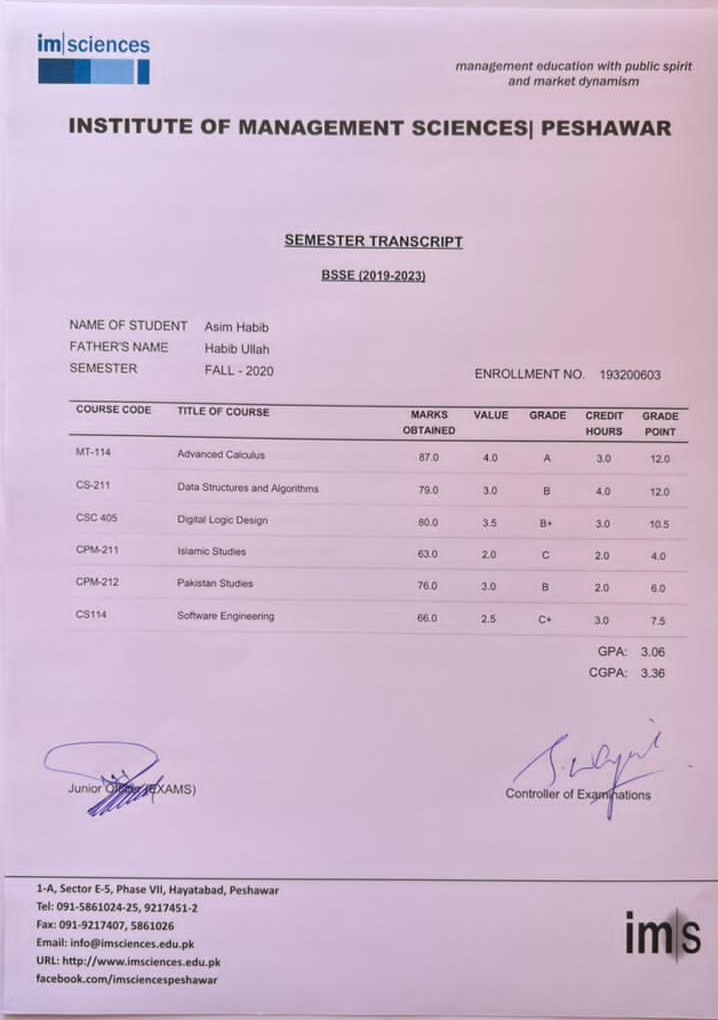 im|sciences
management education with public spirit
and market dynamism
INSTITUTE OF MANAGEMENT SCIENCES| PESHAWAR
SEMESTER TRANSCRIPT
BSSE (2019-2023)
NAME OF STUDENT Asim Habib
FATHER'S NAME Habib Ullah
SEMESTER FALL - 2020
ENROLLMENT NO. 193200603
COURSE CODE TITLE OF COURSE MARKS OBTAINED VALUE GRADE CREDIT HOURS GRADE POINT
MT-114 Advanced Calculus 87.0 4.0 A 3.0 12.0
CS-211 Data Structures and Algorithms 79.0 3.0 B 4.0 12.0
CSC 405 Digital Logic Design 80.0 3.5 B+ 3.0 10.5
CPM-211 Islamic Studies 63.0 2.0 C 2.0 4.0
CPM-212 Pakistan Studies 76.0 3.0 B 2.0 6.0
CS114 Software Engineering 66.0 2.5 C+ 3.0 7.5
GPA: 3.06
CGPA: 3.36
Junior (EXAMS)
Controller of Examinations
1-A, Sector E-5, Phase VII, Hayatabad, Peshawar
Tel: 091-5861024-25, 9217451-2
Fax: 091-9217407, 5861026
Email: info@imsciences.edu.pk
URL: http://www.imsciences.edu.pk
facebook.com/imsciencespeshawar
im|s